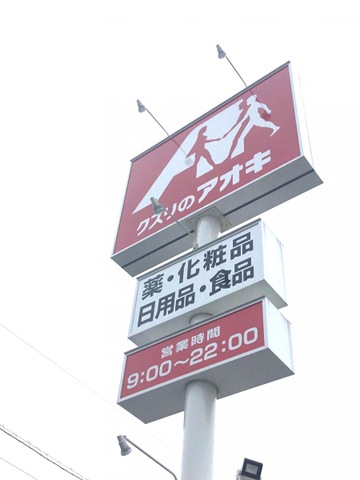 クスリのアオキ
薬・化粧品
日用品・食品
営業時間
9:00～22:00